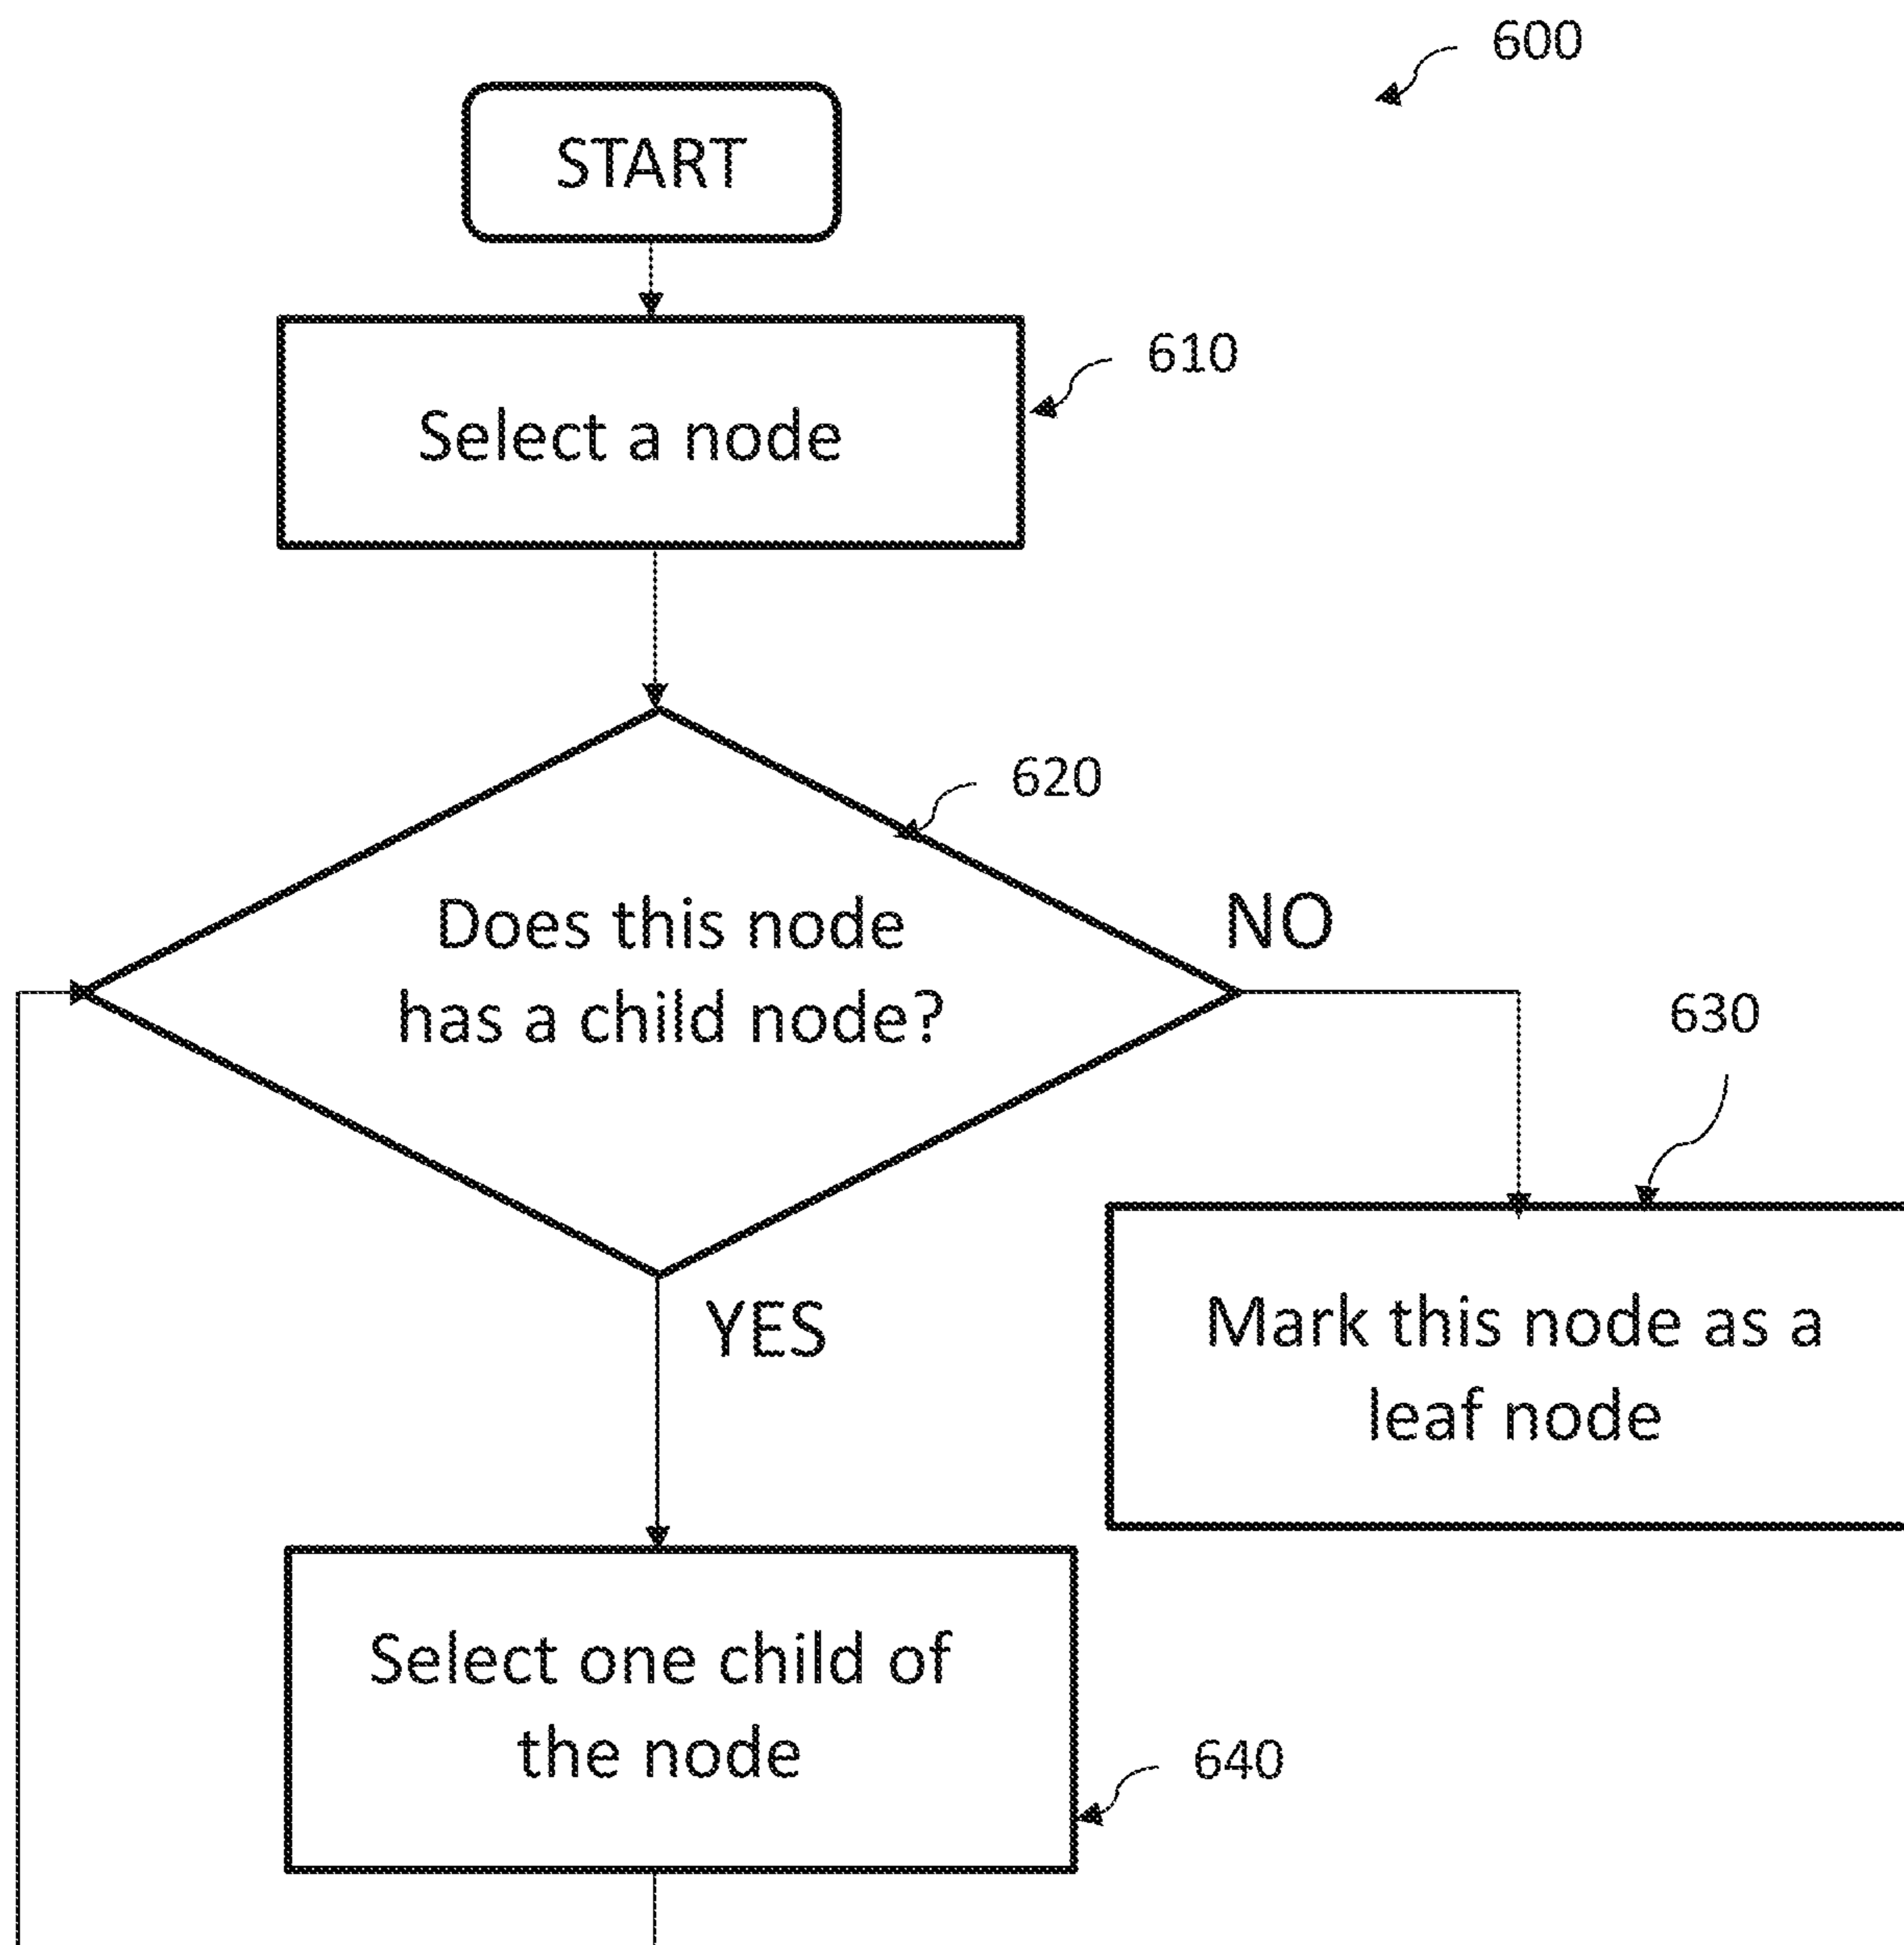 600
START
610
Select a node
620
Does this node
has a child node?
NO
630
YES
Mark this node as a
leaf node
Select one child of
the node
640